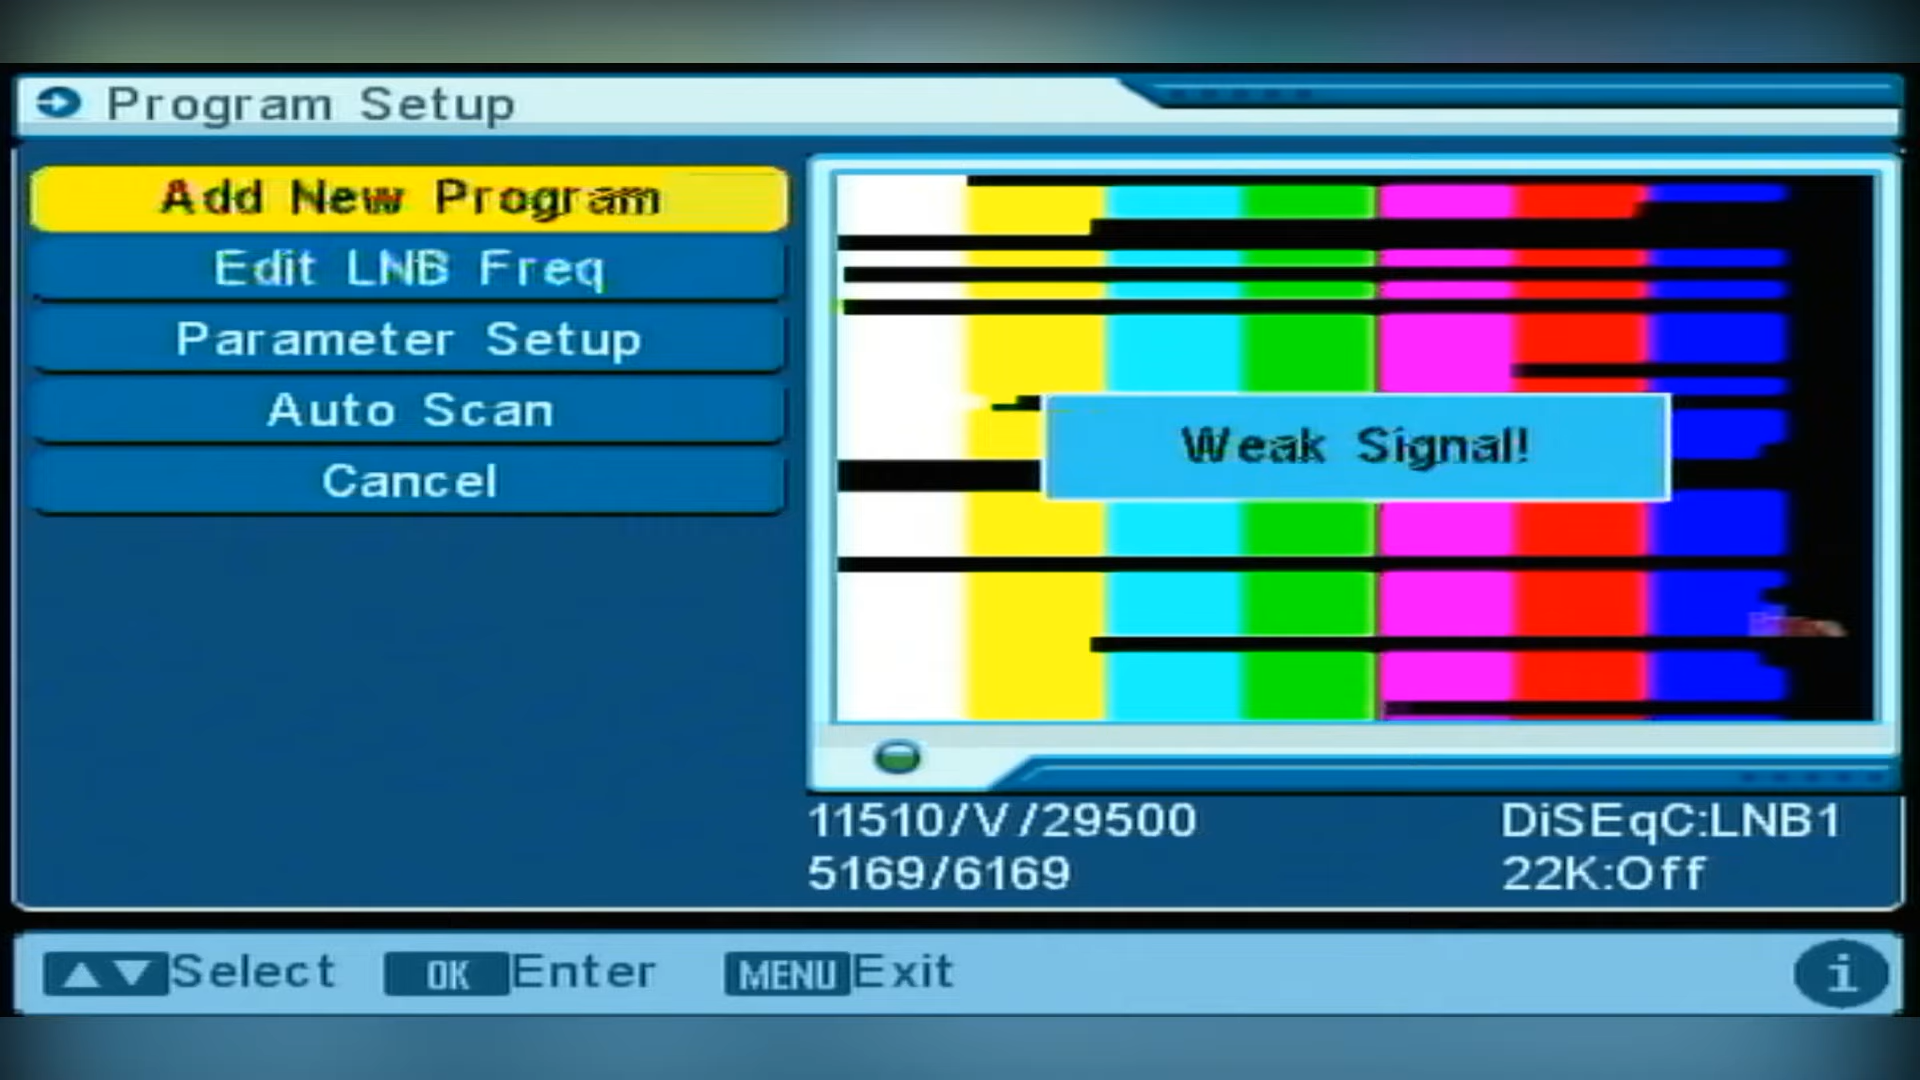 Program Setup
Add New Program
Edit LNB Freq
Parameter Setup
Auto Scan
Cancel
Weak Signal!
11510/V/29500
DiSEqC:LNB1
5169/6169
22K:Off
▲▼Select OK Enter MENU Exit i